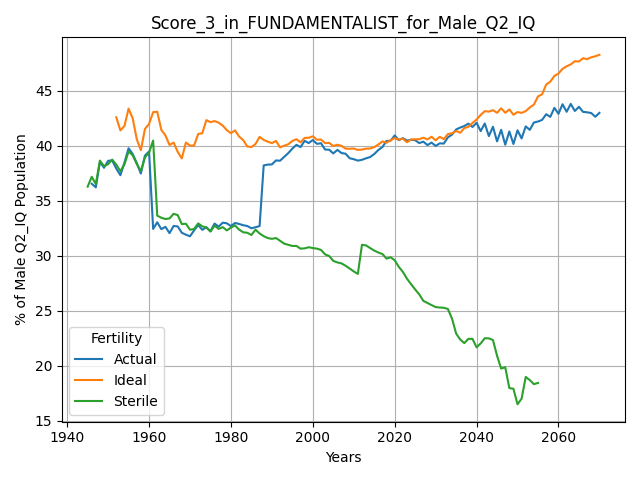 Score_3_in_FUNDAMENTALIST_for_Male_Q2_IQ
% of Male Q2_IQ Population
45
40
35
30
25
20
15
Fertility
Actual
Ideal
Sterile
1940 1960 1980 2000 2020 2040 2060
Years